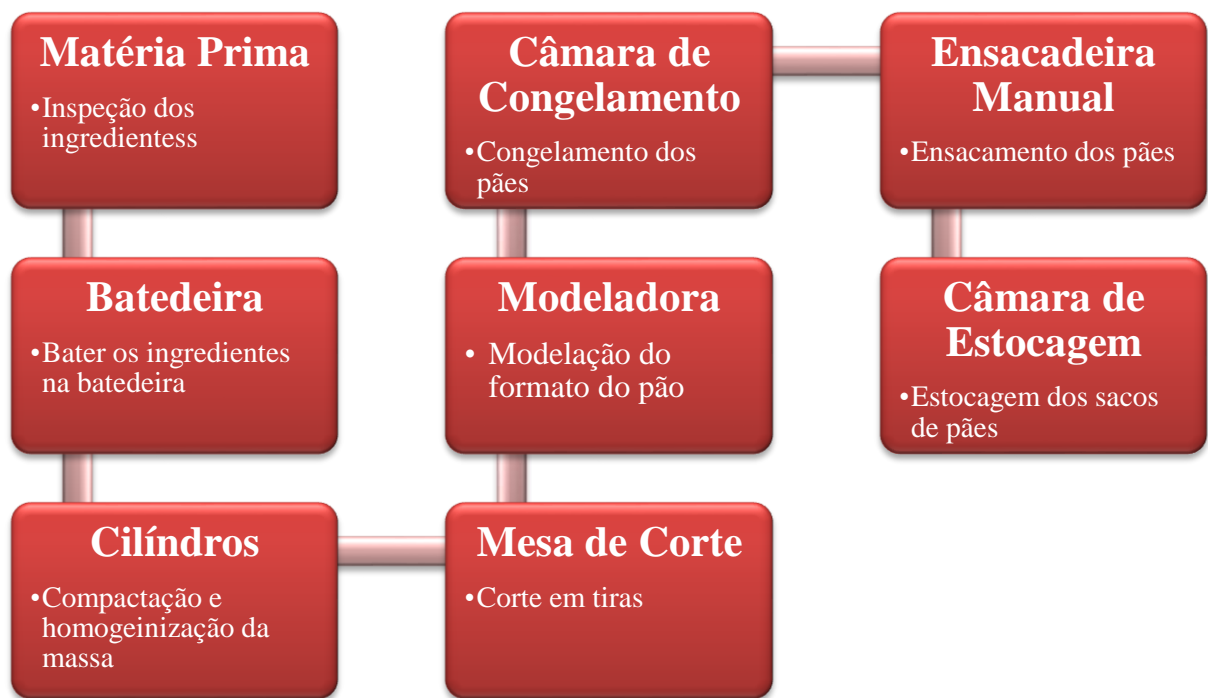 Matéria Prima
•Inspeção dos
ingredientess
Batedeira
•Bater os ingredientes
na batedeira
Cilíndros
•Compactação e
homogeinização da
massa
Mesa de Corte
•Corte em tiras
Modeladora
• Modelação do
formato do pão
Câmara de
Congelamento
•Congelamento dos
pães
Ensacadeira
Manual
•Ensacamento dos pães
Câmara de
Estocagem
•Estocagem dos sacos
de pães